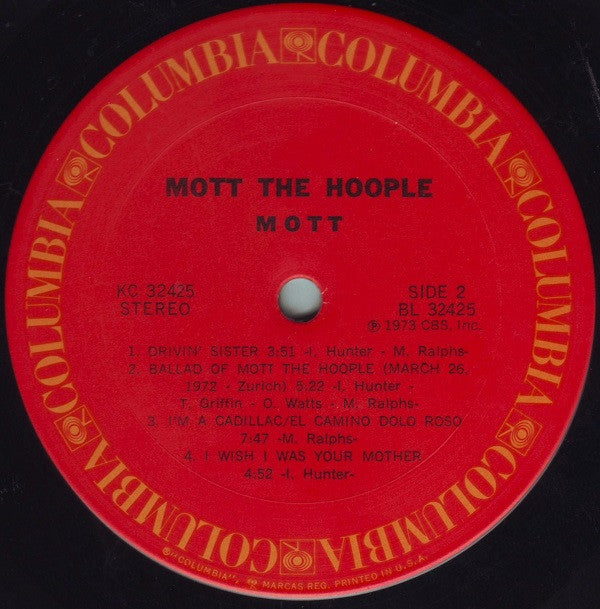 COLUMBIA COLUMBIA COLUMBIA COLUMBIA COLUMBIA COLUMBIA
MOTT THE HOOPLE
MOTT
KC 32425
STEREO
SIDE 2
BL 32425
Ⓟ 1973 CBS, Inc.
1. DRIVIN' SISTER 3:51 -I. Hunter - M. Ralphs-
2. BALLAD OF MOTT THE HOOPLE (MARCH 26,
1972 - Zurich) 5:22 -I. Hunter -
T. Griffin - O. Watts - M. Ralphs-
3. I'M A CADILLAC/EL CAMINO DOLO ROSO
7:47 -M. Ralphs-
4. I WISH I WAS YOUR MOTHER
4:52 -I. Hunter-
®"COLUMBIA", MARCAS REG. PRINTED IN U.S.A.